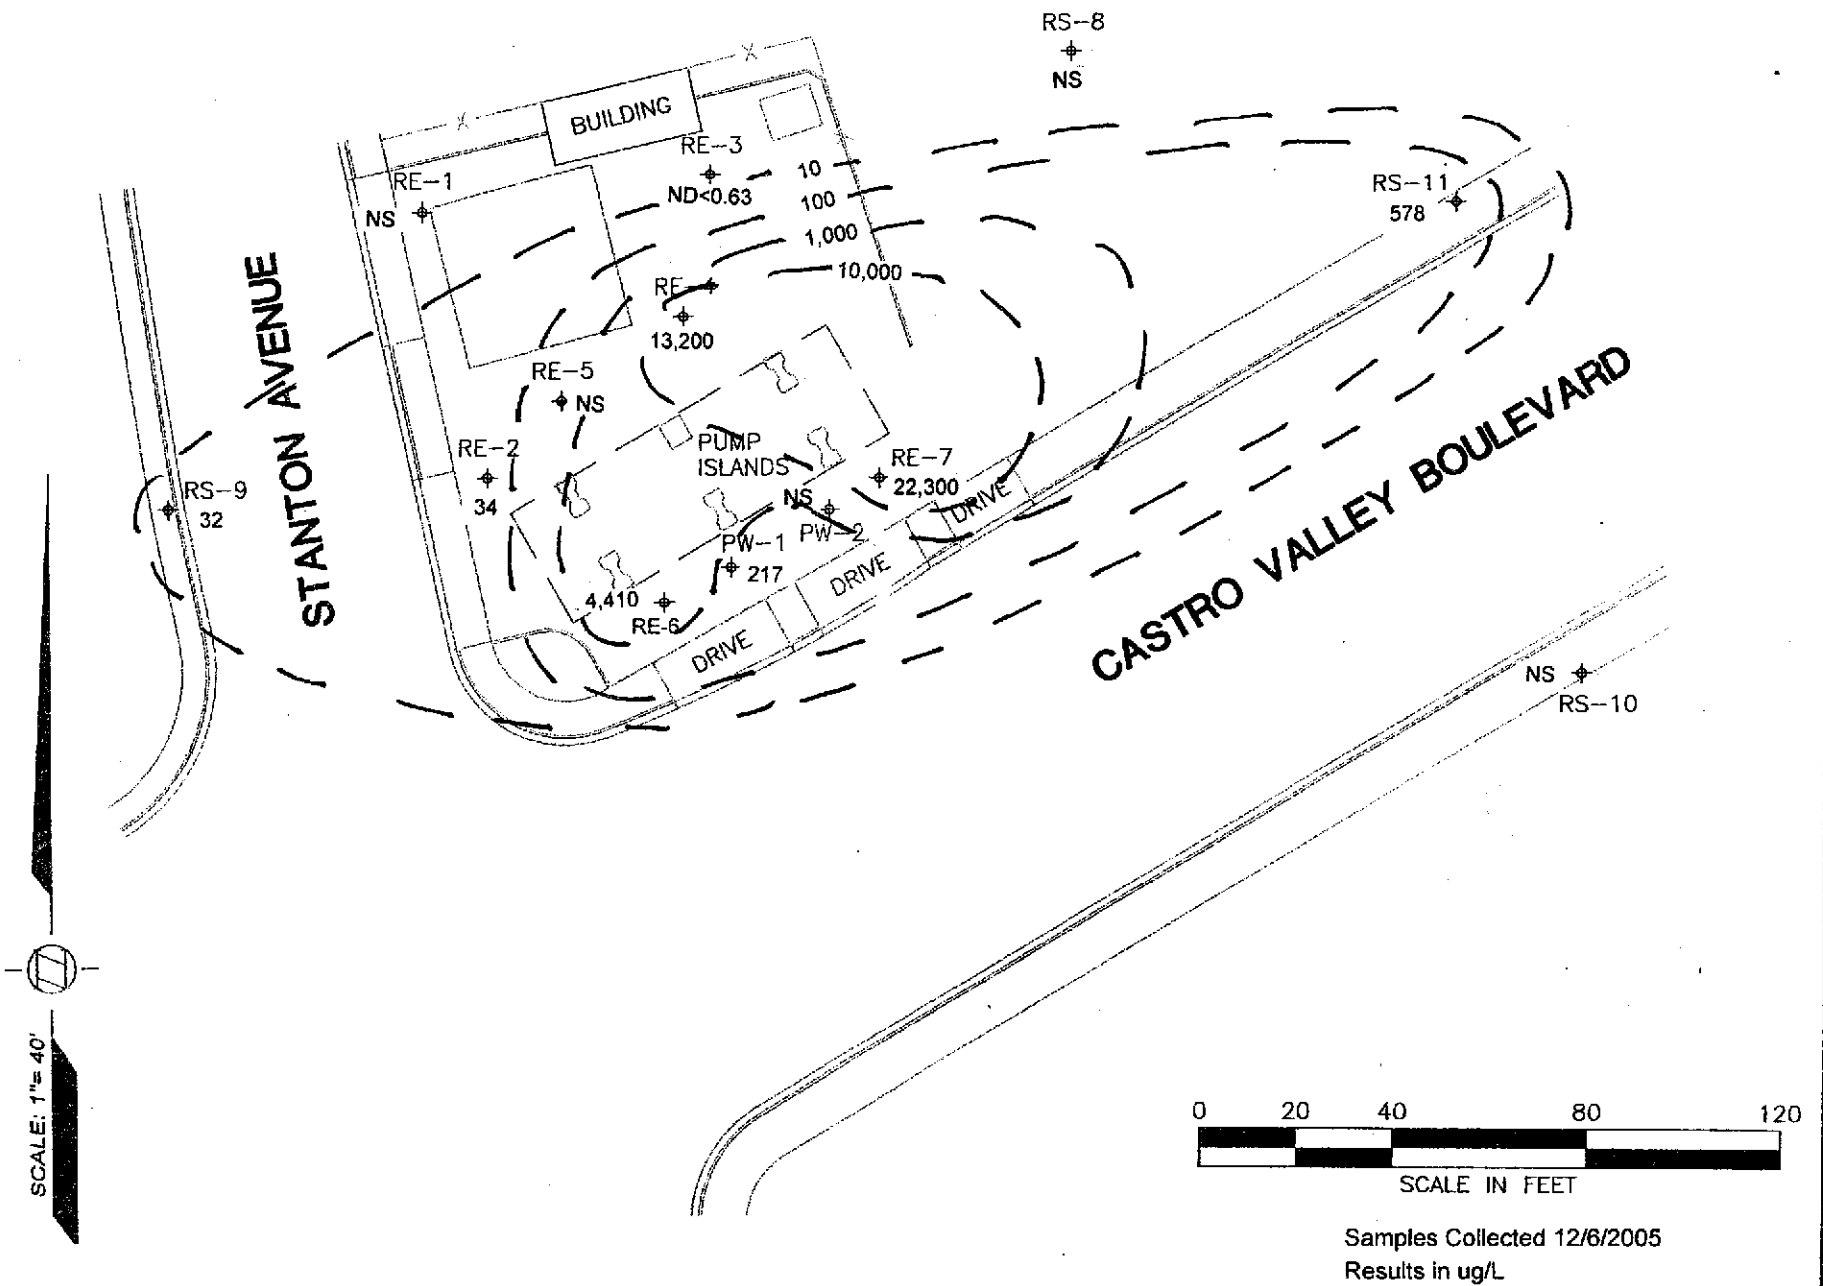 RS-8
NS
BUILDING
RE-3
ND<0.63
RE-1
NS
10
100
1,000
10,000
RS-11
578
RE-4
13,200
RE-5
NS
RE-2
34
RS-9
32
STANTON AVENUE
PUMP
ISLANDS
RE-7
22,300
NS
PW-2
PW-1
217
4,410
RE-6
DRIVE
DRIVE
DRIVE
CASTRO VALLEY BOULEVARD
NS
RS-10
SCALE: 1"= 40'
0 20 40 80 120
SCALE IN FEET
Samples Collected 12/6/2005
Results in ug/L